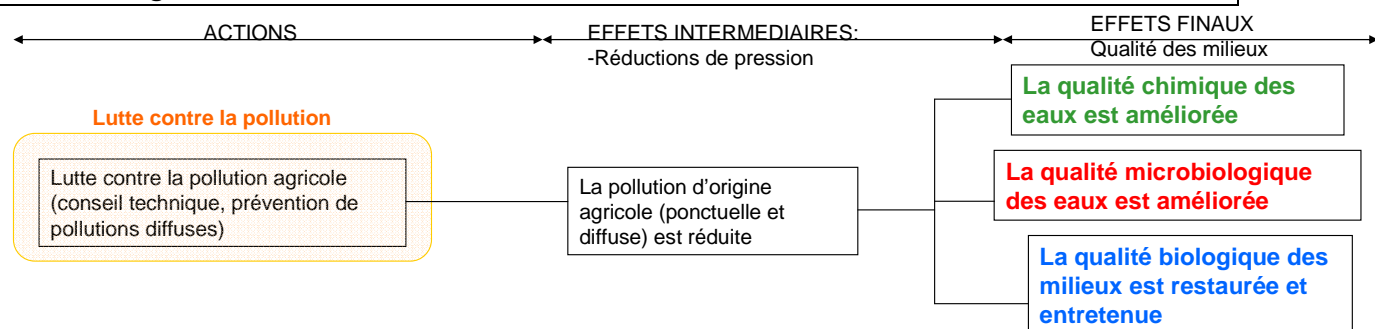 ACTIONS
EFFETS INTERMEDIAIRES:
-Réductions de pression
EFFETS FINAUX
Qualité des milieux
Lutte contre la pollution
Lutte contre la pollution agricole
(conseil technique, prévention de
pollutions diffuses)
La pollution d'origine
agricole (ponctuelle et
diffuse) est réduite
La qualité chimique des
eaux est améliorée
La qualité microbiologique
des eaux est améliorée
La qualité biologique des
milieux est restaurée et
entretenue